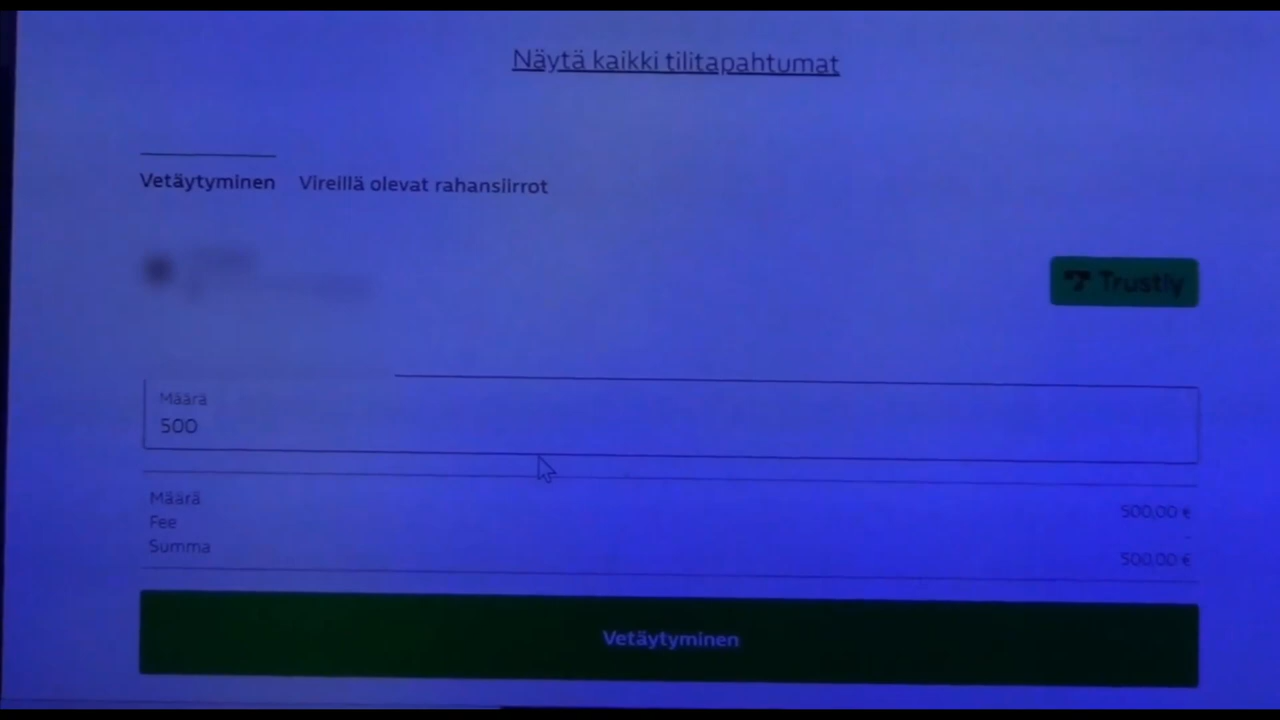 Näytä kaikki tilitapahtumat
Vetäytyminen Vireillä olevat rahansiirrot
Trustly
Määrä
500
Määrä 500,00 €
Fee -
Summa 500,00 €
Vetäytyminen